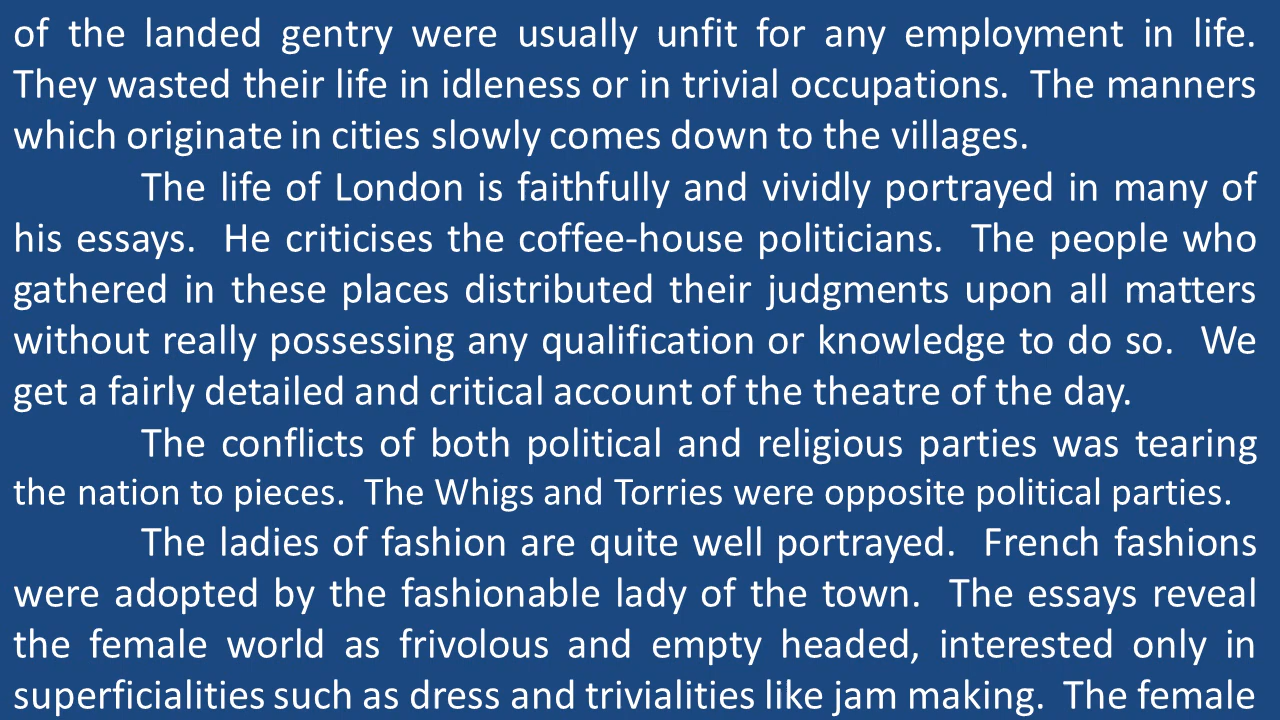 of the landed gentry were usually unfit for any employment in life.
They wasted their life in idleness or in trivial occupations.  The manners
which originate in cities slowly comes down to the villages.
The life of London is faithfully and vividly portrayed in many of
his essays.  He criticises the coffee-house politicians.  The people who
gathered in these places distributed their judgments upon all matters
without really possessing any qualification or knowledge to do so.  We
get a fairly detailed and critical account of the theatre of the day.
The conflicts of both political and religious parties was tearing
the nation to pieces.  The Whigs and Torries were opposite political parties.
The ladies of fashion are quite well portrayed.  French fashions
were adopted by the fashionable lady of the town.  The essays reveal
the female world as frivolous and empty headed, interested only in
superficialities such as dress and trivialities like jam making.  The female